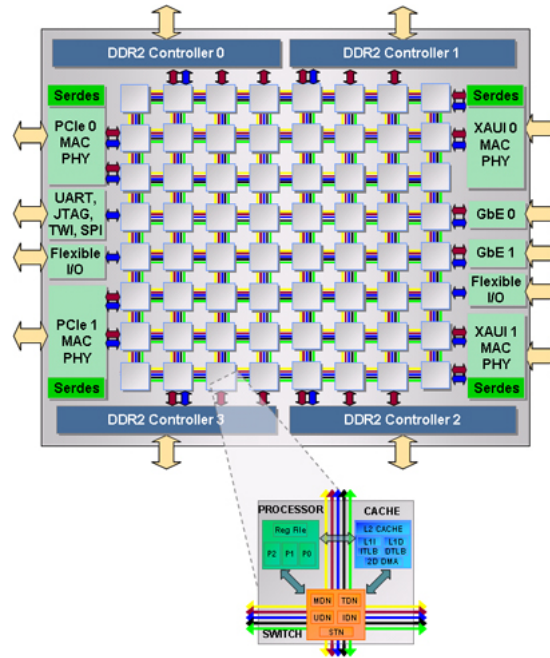 DDR2 Controller 0
DDR2 Controller 1
Serdes
PCIe 0
MAC
PHY
UART,
JTAG,
TWI, SPI
Flexible
I/O
PCIe 1
MAC
PHY
Serdes
Serdes
XAUI 0
MAC
PHY
GbE 0
GbE 1
Flexible
I/O
XAUI 1
MAC
PHY
Serdes
DDR2 Controller 3
DDR2 Controller 2
PROCESSOR
CACHE
Reg File
P2 P1 P0
L2 CACHE
L1I L1D
ITLB DTLB
2D DMA
MDN TDN
UDN IDN
STN
SWITCH